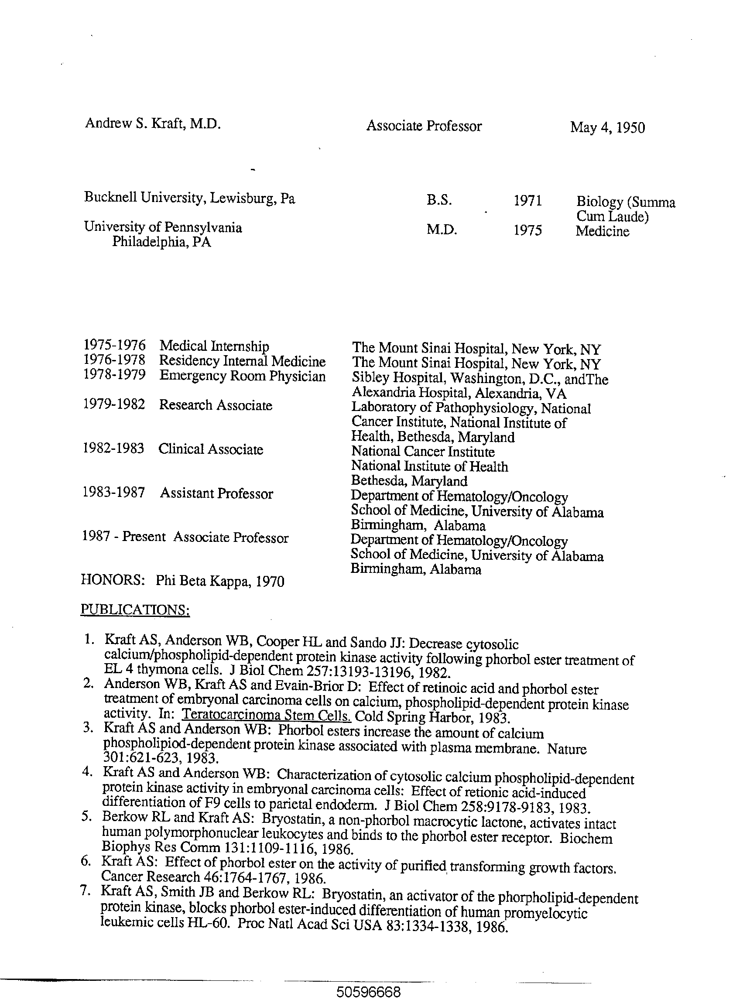 Andrew S. Kraft, M.D. Associate Professor May 4, 1950
Bucknell University, Lewisburg, Pa B.S. 1971 Biology (Summa
Cum Laude)
University of Pennsylvania M.D. 1975 Medicine
Philadelphia, PA
1975-1976 Medical Internship The Mount Sinai Hospital, New York, NY
1976-1978 Residency Internal Medicine The Mount Sinai Hospital, New York, NY
1978-1979 Emergency Room Physician Sibley Hospital, Washington, D.C., andThe
Alexandria Hospital, Alexandria, VA
1979-1982 Research Associate Laboratory of Pathophysiology, National
Cancer Institute, National Institute of
Health, Bethesda, Maryland
1982-1983 Clinical Associate National Cancer Institute
National Institute of Health
Bethesda, Maryland
1983-1987 Assistant Professor Department of Hematology/Oncology
School of Medicine, University of Alabama
Birmingham, Alabama
1987 - Present Associate Professor Department of Hematology/Oncology
School of Medicine, University of Alabama
Birmingham, Alabama
HONORS: Phi Beta Kappa, 1970
PUBLICATIONS:
1. Kraft AS, Anderson WB, Cooper HL and Sando JJ: Decrease cytosolic
calcium/phospholipid-dependent protein kinase activity following phorbol ester treatment of
EL 4 thymona cells. J Biol Chem 257:13193-13196, 1982.
2. Anderson WB, Kraft AS and Evain-Brior D: Effect of retinoic acid and phorbol ester
treatment of embryonal carcinoma cells on calcium, phospholipid-dependent protein kinase
activity. In: Teratocarcinoma Stem Cells. Cold Spring Harbor, 1983.
3. Kraft AS and Anderson WB: Phorbol esters increase the amount of calcium
phospholipiod-dependent protein kinase associated with plasma membrane. Nature
301:621-623, 1983.
4. Kraft AS and Anderson WB: Characterization of cytosolic calcium phospholipid-dependent
protein kinase activity in embryonal carcinoma cells: Effect of retionic acid-induced
differentiation of F9 cells to parietal endoderm. J Biol Chem 258:9178-9183, 1983.
5. Berkow RL and Kraft AS: Bryostatin, a non-phorbol macrocytic lactone, activates intact
human polymorphonuclear leukocytes and binds to the phorbol ester receptor. Biochem
Biophys Res Comm 131:1109-1116, 1986.
6. Kraft AS: Effect of phorbol ester on the activity of purified transforming growth factors.
Cancer Research 46:1764-1767, 1986.
7. Kraft AS, Smith JB and Berkow RL: Bryostatin, an activator of the phorpholipid-dependent
protein kinase, blocks phorbol ester-induced differentiation of human promyelocytic
leukemic cells HL-60. Proc Natl Acad Sci USA 83:1334-1338, 1986.
50596668